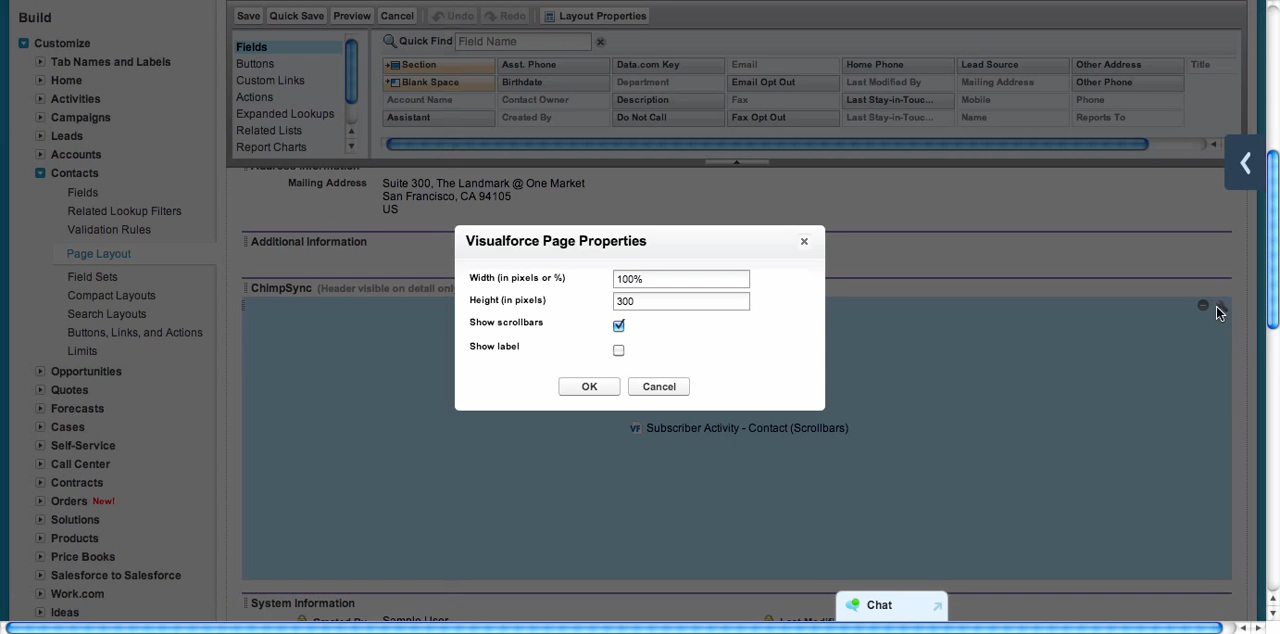 Build
Customize
Tab Names and Labels
Home
Activities
Campaigns
Leads
Accounts
Contacts
Fields
Related Lookup Filters
Validation Rules
Page Layout
Field Sets
Compact Layouts
Search Layouts
Buttons, Links, and Actions
Limits
Opportunities
Quotes
Forecasts
Cases
Self-Service
Call Center
Contracts
Orders New!
Solutions
Products
Price Books
Salesforce to Salesforce
Work.com
Ideas
Save Quick Save Preview Cancel Undo Redo Layout Properties
Fields
Buttons
Custom Links
Actions
Expanded Lookups
Related Lists
Report Charts
Quick Find Field Name
Section Asst. Phone Data.com Key Email Home Phone Lead Source Other Address Title
Blank Space Birthdate Department Email Opt Out Last Modified By Mailing Address Other Phone
Account Name Contact Owner Description Fax Last Stay-in-Touc... Mobile Phone
Assistant Created By Do Not Call Fax Opt Out Last Stay-in-Touc... Name Reports To
Address Information
Mailing Address Suite 300, The Landmark @ One Market
San Francisco, CA 94105
US
Additional Information
ChimpSync (Header visible on detail only
Visualforce Page Properties
Width (in pixels or %) 100%
Height (in pixels) 300
Show scrollbars
Show label
OK Cancel
VF Subscriber Activity - Contact (Scrollbars)
System Information
Created By Sample User
Chat